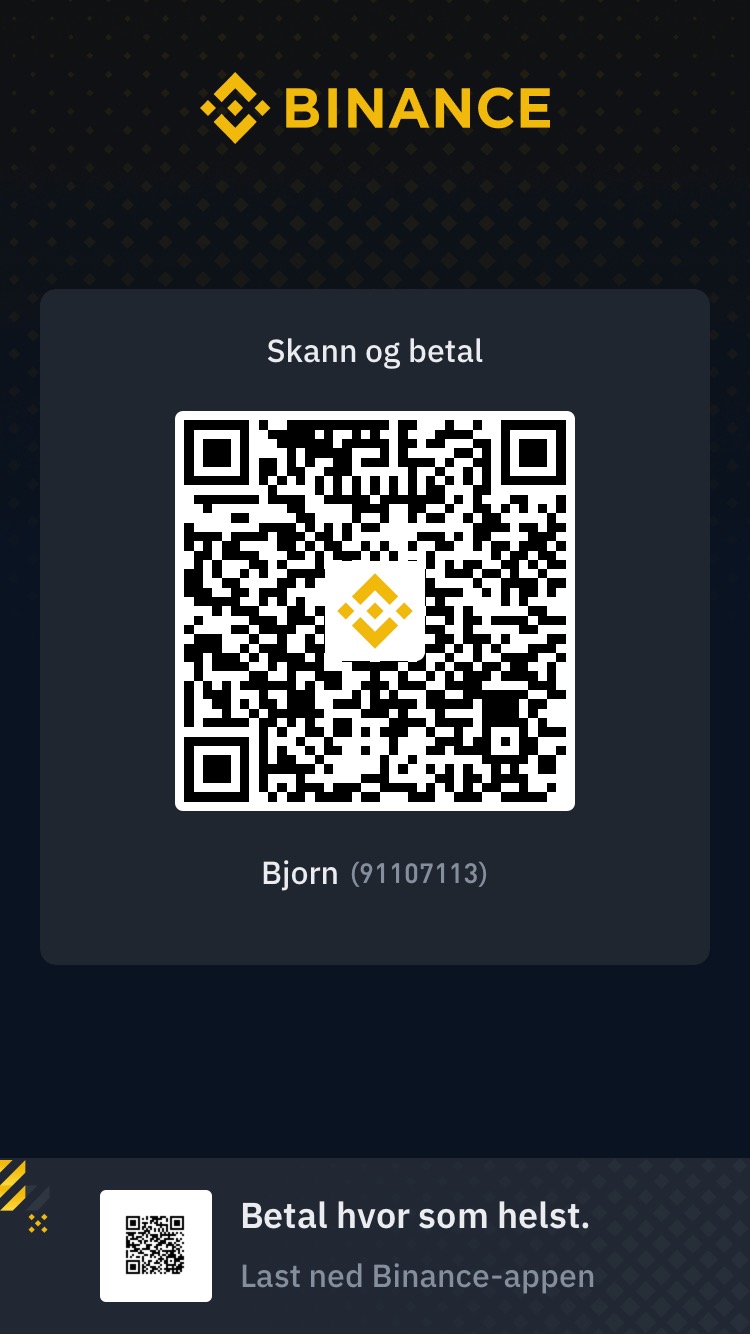 BINANCE
Skann og betal
Bjorn (91107113)
Betal hvor som helst.
Last ned Binance-appen